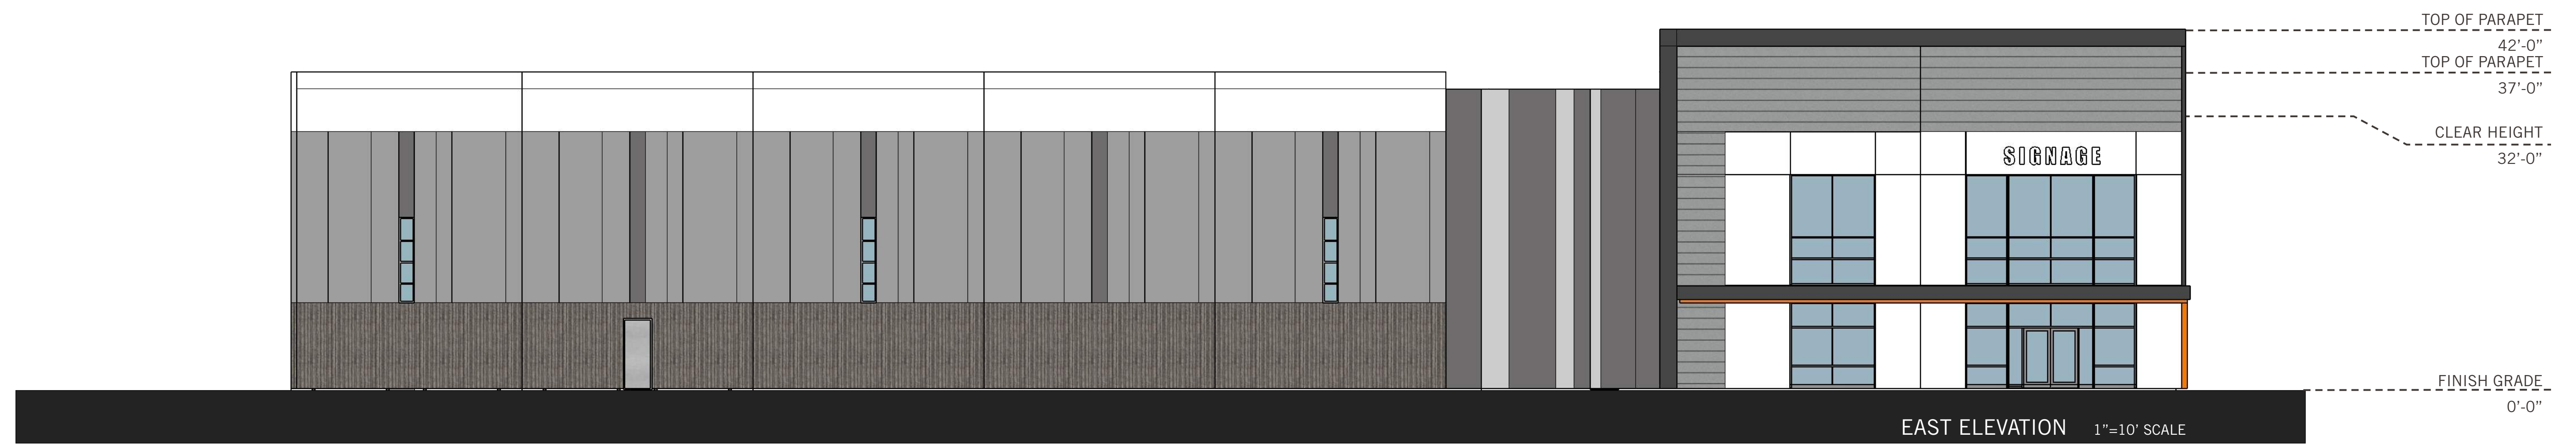 TOP OF PARAPET
42'-0"
TOP OF PARAPET
37'-0"
CLEAR HEIGHT
32'-0"
SIGNAGE
FINISH GRADE
0'-0"
EAST ELEVATION 1"=10' SCALE